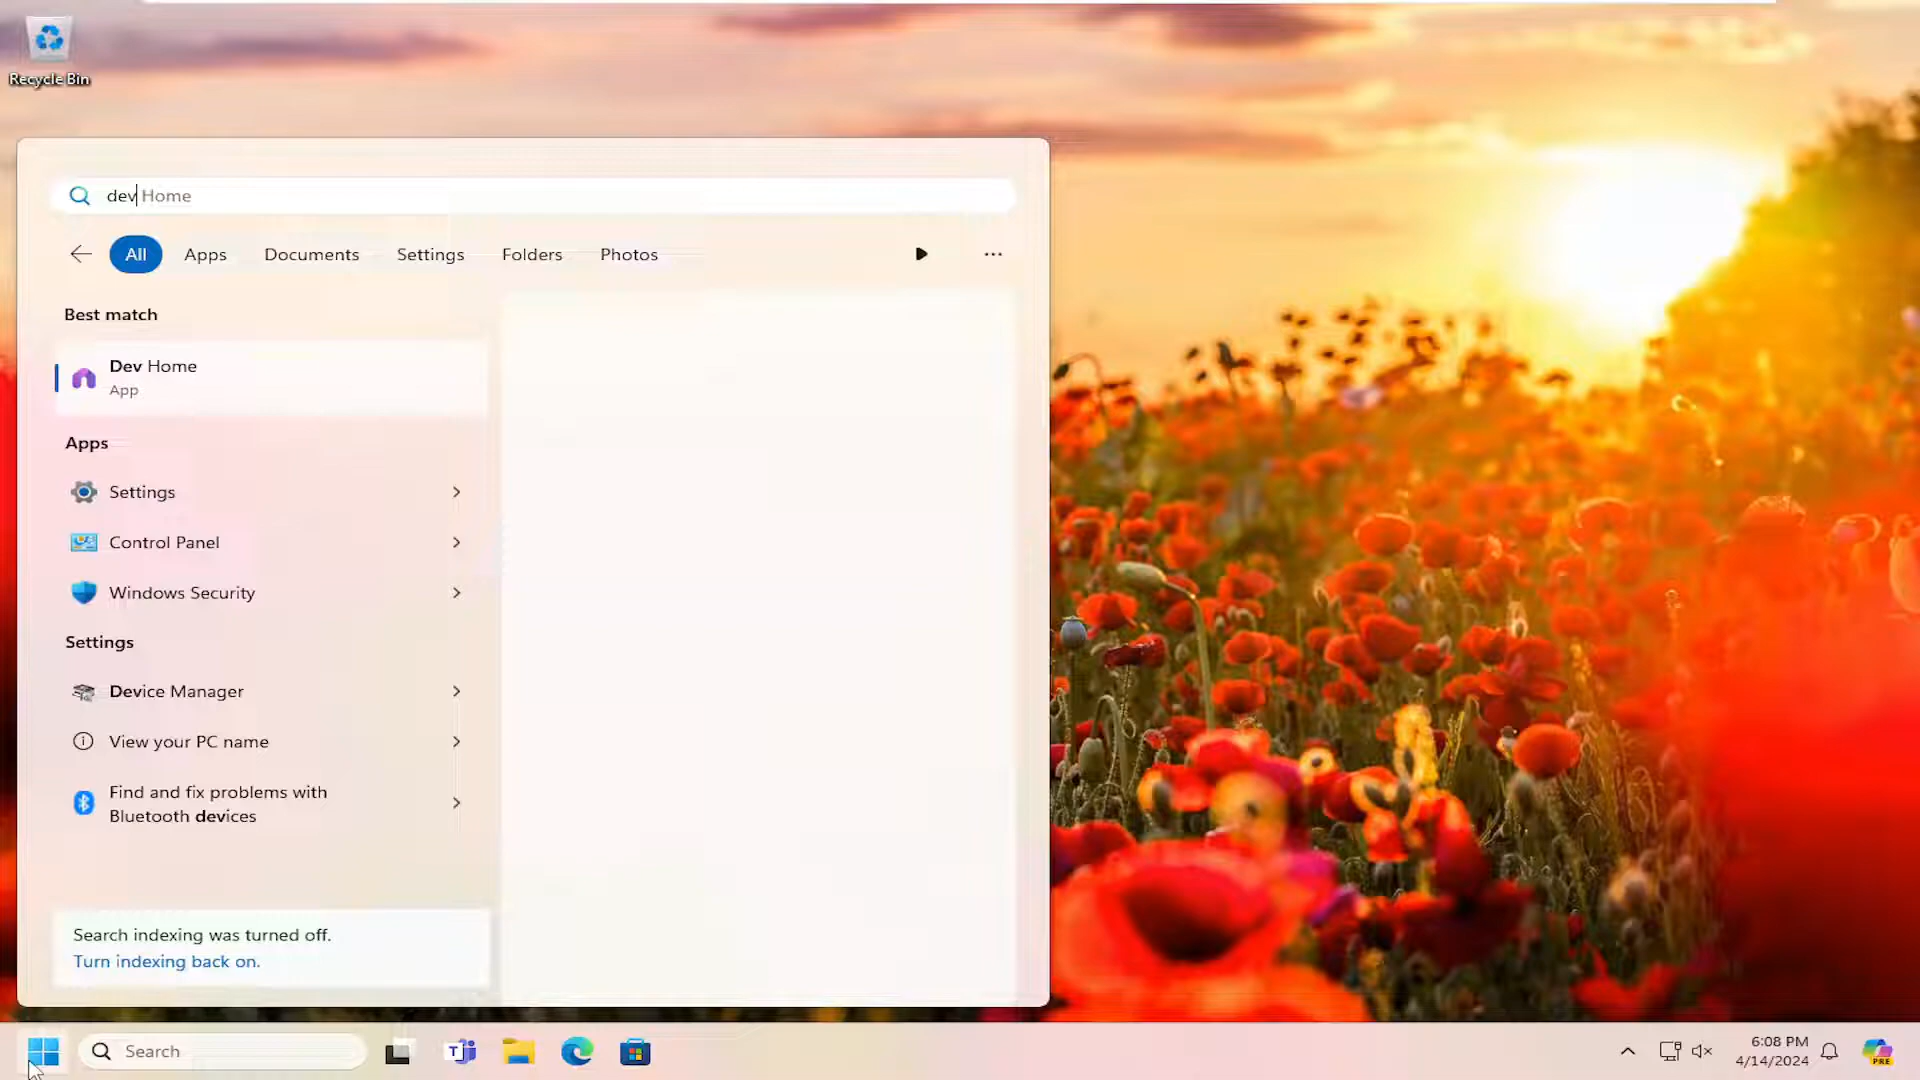 Recycle Bin
dev Home
All Apps Documents Settings Folders Photos
Best match
Dev Home
App
Apps
Settings
Control Panel
Windows Security
Settings
Device Manager
View your PC name
Find and fix problems with
Bluetooth devices
Search indexing was turned off.
Turn indexing back on.
Search
T
6:08 PM
4/14/2024
PRE